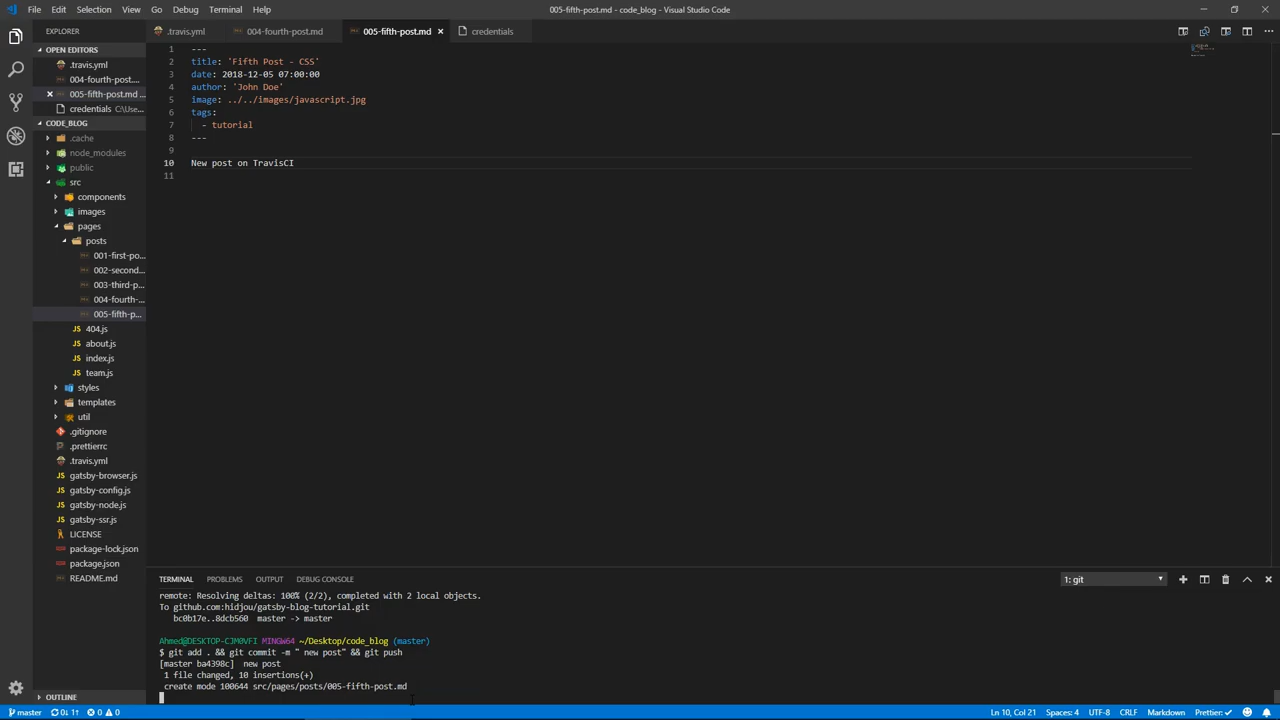 File Edit Selection View Go Debug Terminal Help
005-fifth-post.md - code_blog - Visual Studio Code
EXPLORER
.travis.yml
004-fourth-post.md
005-fifth-post.md
credentials
OPEN EDITORS
.travis.yml
004-fourth-post....
005-fifth-post.md ...
credentials C:\Use...
CODE_BLOG
.cache
node_modules
public
src
components
images
pages
posts
001-first-po...
002-second...
003-third-p...
004-fourth-...
005-fifth-p...
404.js
about.js
index.js
team.js
styles
templates
util
.gitignore
.prettierrc
.travis.yml
gatsby-browser.js
gatsby-config.js
gatsby-node.js
gatsby-ssr.js
LICENSE
package-lock.json
package.json
README.md
OUTLINE
1 ---
2 title: 'Fifth Post - CSS'
3 date: 2018-12-05 07:00:00
4 author: 'John Doe'
5 image: ../../images/javascript.jpg
6 tags:
7 - tutorial
8 ---
9
10 New post on TravisCI
11
TERMINAL PROBLEMS OUTPUT DEBUG CONSOLE
1: git
remote: Resolving deltas: 100% (2/2), completed with 2 local objects.
To github.com:hidjou/gatsby-blog-tutorial.git
bc0b17e..8dcb560 master -> master
Ahmed@DESKTOP-CJM0VFI MINGW64 ~/Desktop/code_blog (master)
$ git add . && git commit -m " new post" && git push
[master ba4398c] new post
1 file changed, 10 insertions(+)
create mode 100644 src/pages/posts/005-fifth-post.md
master 0↓ 1↑ 0 0
Ln 10, Col 21 Spaces: 4 UTF-8 CRLF Markdown Prettier: ✓